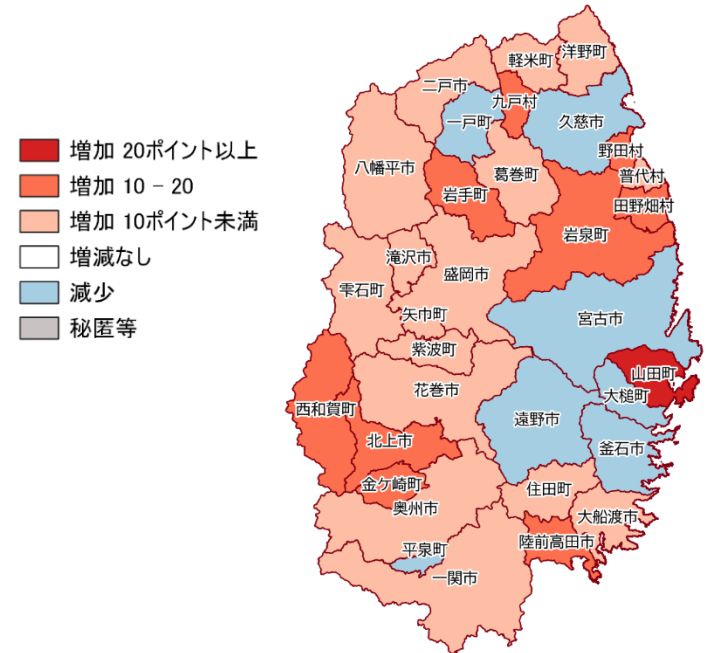 増加 20ポイント以上
増加 10 - 20
増加 10ポイント未満
増減なし
減少
秘匿等
軽米町
洋野町
二戸市
九戸村
一戸町
久慈市
野田村
八幡平市
葛巻町
普代村
岩手町
田野畑村
岩泉町
滝沢市
盛岡市
雫石町
矢巾町
宮古市
紫波町
山田町
花巻市
大槌町
西和賀町
遠野市
北上市
釜石市
金ケ崎町
住田町
奥州市
大船渡市
陸前高田市
平泉町
一関市